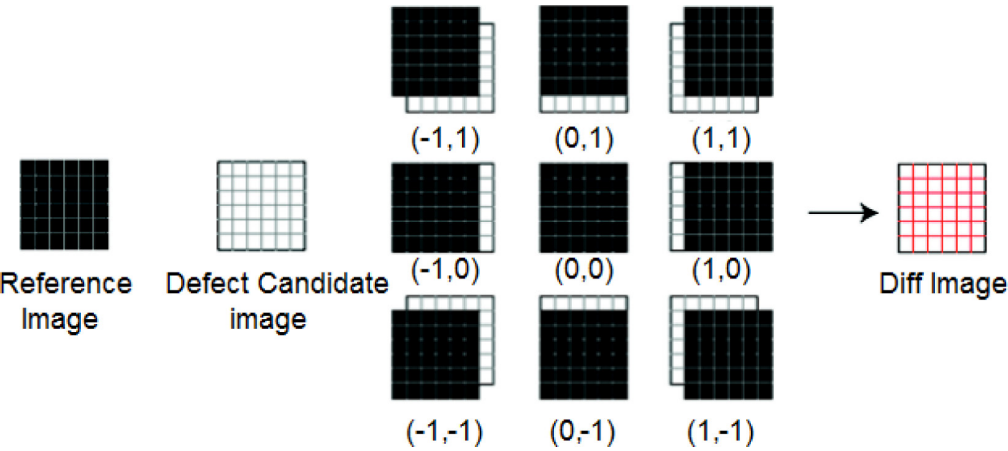 (-1,1)
(0,1)
(1,1)
Reference
Image
Defect Candidate
image
(-1,0)
(0,0)
(1,0)
Diff Image
(-1,-1)
(0,-1)
(1,-1)